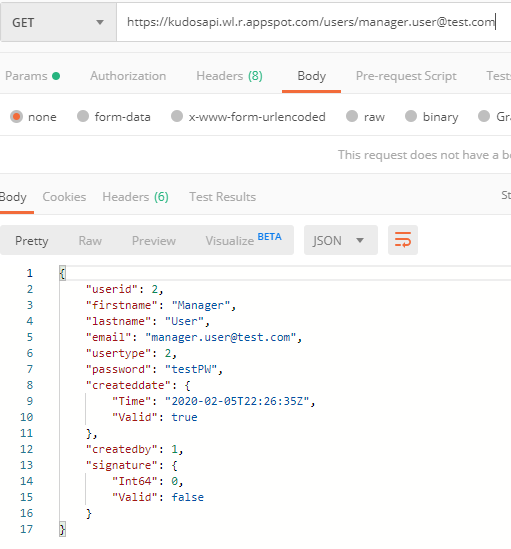 GET https://kudosapi.wl.r.appspot.com/users/manager.user@test.com
Params Authorization Headers (8) Body Pre-request Script Tests
none form-data x-www-form-urlencoded raw binary
This request does not have a
Body Cookies Headers (6) Test Results
Pretty Raw Preview Visualize BETA JSON
1 {
2 "userid": 2,
3 "firstname": "Manager",
4 "lastname": "User",
5 "email": "manager.user@test.com",
6 "usertype": 2,
7 "password": "testPW",
8 "createddate": {
9 "Time": "2020-02-05T22:26:35Z",
10 "Valid": true
11 },
12 "createdby": 1,
13 "signature": {
14 "Int64": 0,
15 "Valid": false
16 }
17 }